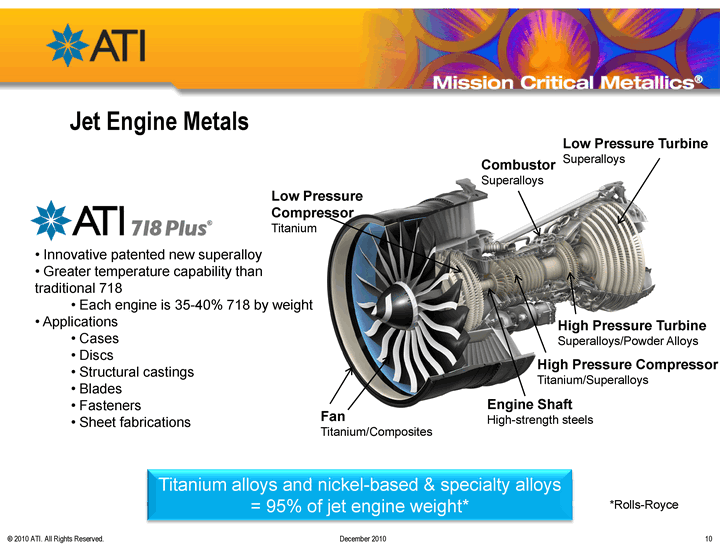 ATI
Mission Critical Metallics®
Jet Engine Metals
Low Pressure Turbine
Superalloys
Combustor
Superalloys
Low Pressure
Compressor
Titanium
ATI 718 Plus®
• Innovative patented new superalloy
• Greater temperature capability than
traditional 718
• Each engine is 35-40% 718 by weight
• Applications
• Cases
• Discs
• Structural castings
• Blades
• Fasteners
• Sheet fabrications
High Pressure Turbine
Superalloys/Powder Alloys
High Pressure Compressor
Titanium/Superalloys
Engine Shaft
High-strength steels
Fan
Titanium/Composites
Titanium alloys and nickel-based & specialty alloys
= 95% of jet engine weight*
*Rolls-Royce
© 2010 ATI. All Rights Reserved.
December 2010
10